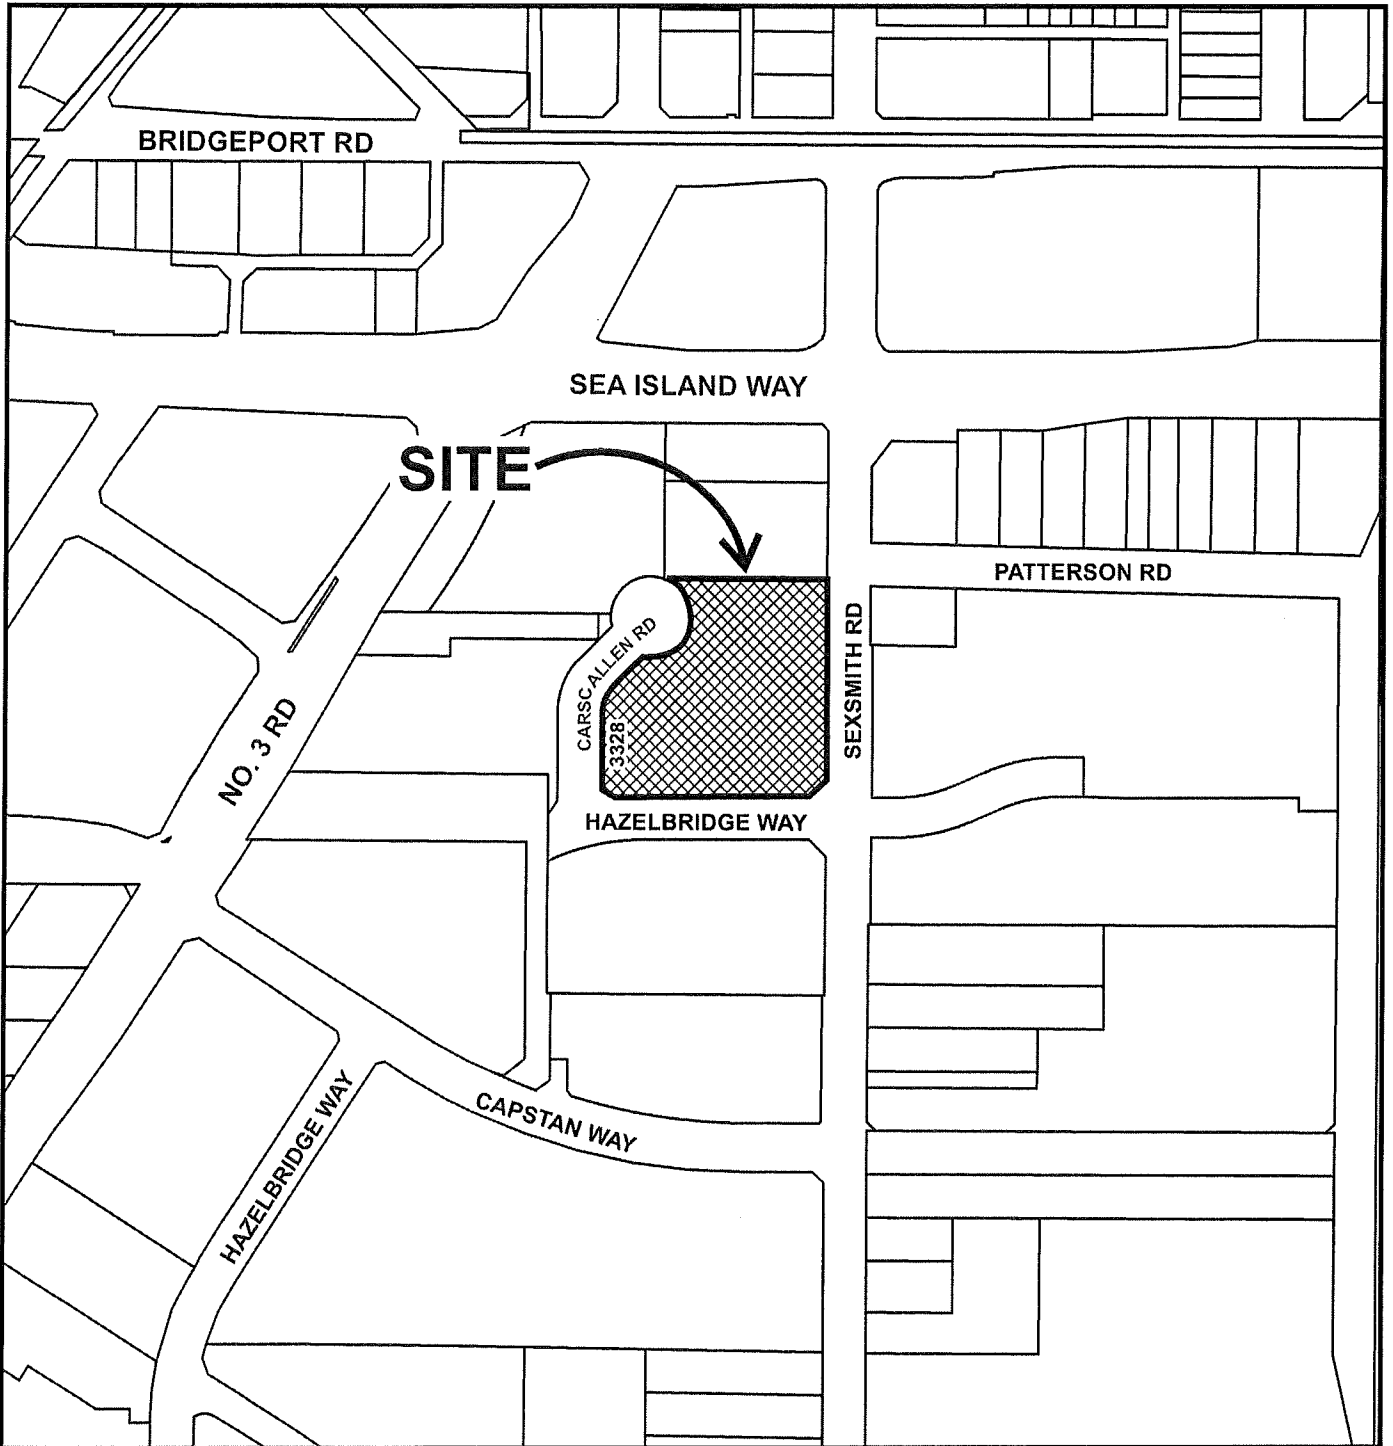 BRIDGEPORT RD
SEA ISLAND WAY
SITE
PATTERSON RD
CARSCALLEN RD
SEXSMITH RD
3328
NO. 3 RD
HAZELBRIDGE WAY
CAPSTAN WAY
HAZELBRIDGE WAY